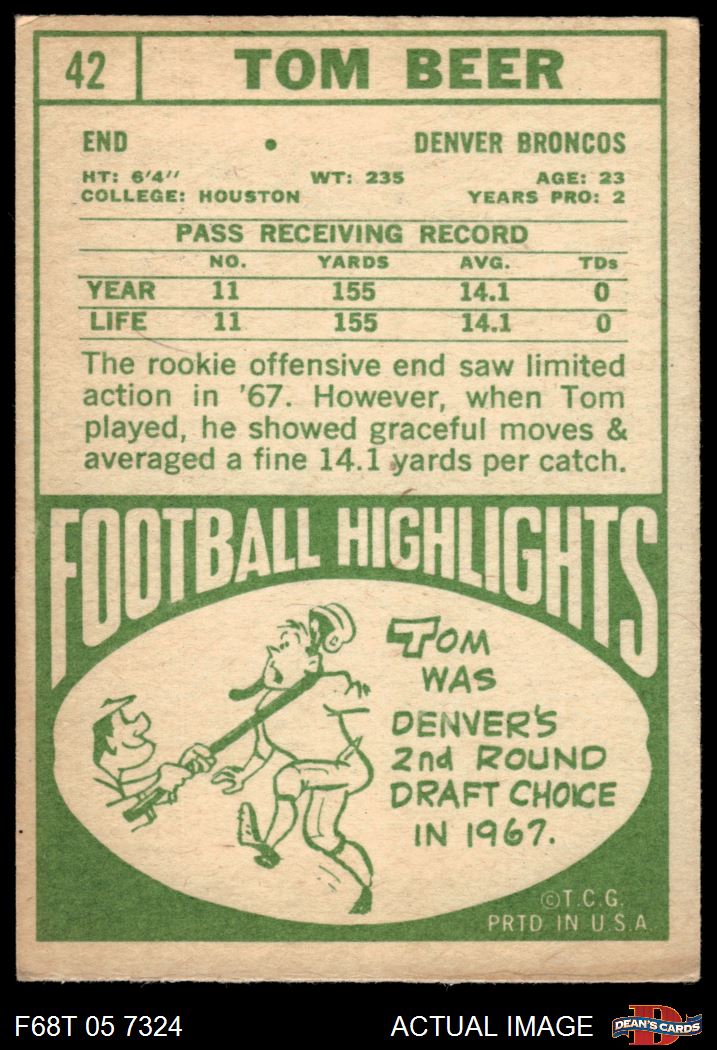 42 TOM BEER
END • DENVER BRONCOS
HT: 6'4" WT: 235 AGE: 23
COLLEGE: HOUSTON YEARS PRO: 2
PASS RECEIVING RECORD
NO. YARDS AVG. TDs
YEAR 11 155 14.1 0
LIFE 11 155 14.1 0
The rookie offensive end saw limited
action in '67. However, when Tom
played, he showed graceful moves &
averaged a fine 14.1 yards per catch.
FOOTBALL HIGHLIGHTS
TOM
WAS
DENVER'S
2nd ROUND
DRAFT CHOICE
IN 1967.
©T.C.G.
PRTD IN U.S.A
F68T 05 7324 ACTUAL IMAGE D DEAN'S CARDS